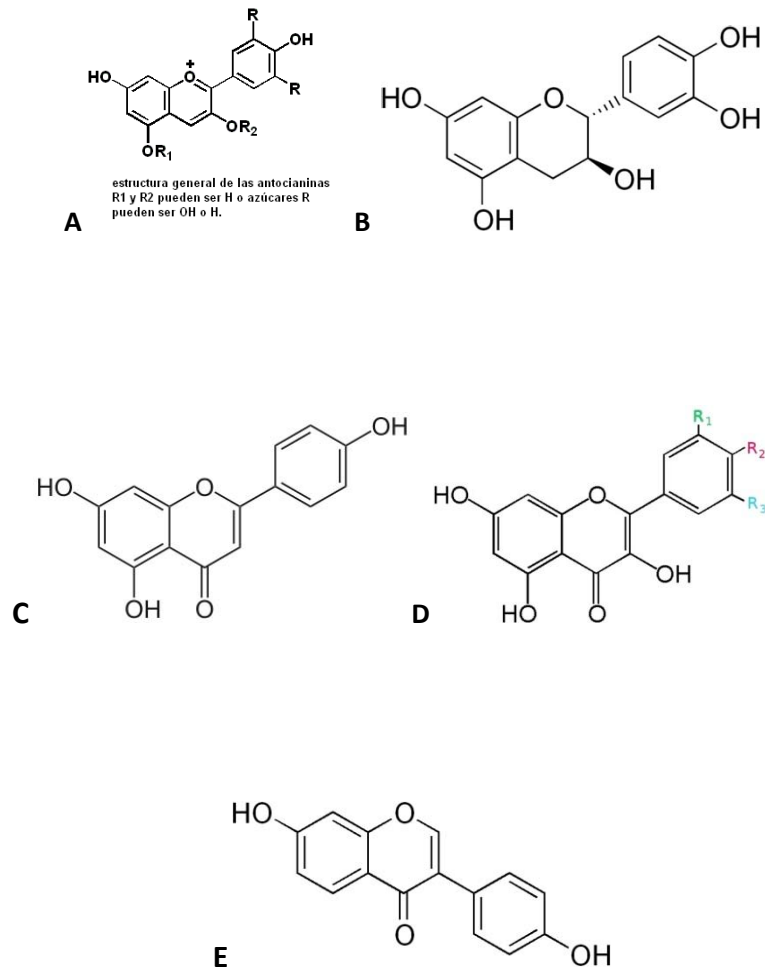 R
OH
HO
O
+
R
OR2
OR1
estructura general de las antocianinas
R1 y R2 pueden ser H o azúcares R
pueden ser OH o H.
A
OH
OH
HO
O
OH
OH
B
OH
HO
O
OH
O
C
R1
R2
R3
HO
O
OH
HO
O
D
HO
O
O
OH
E